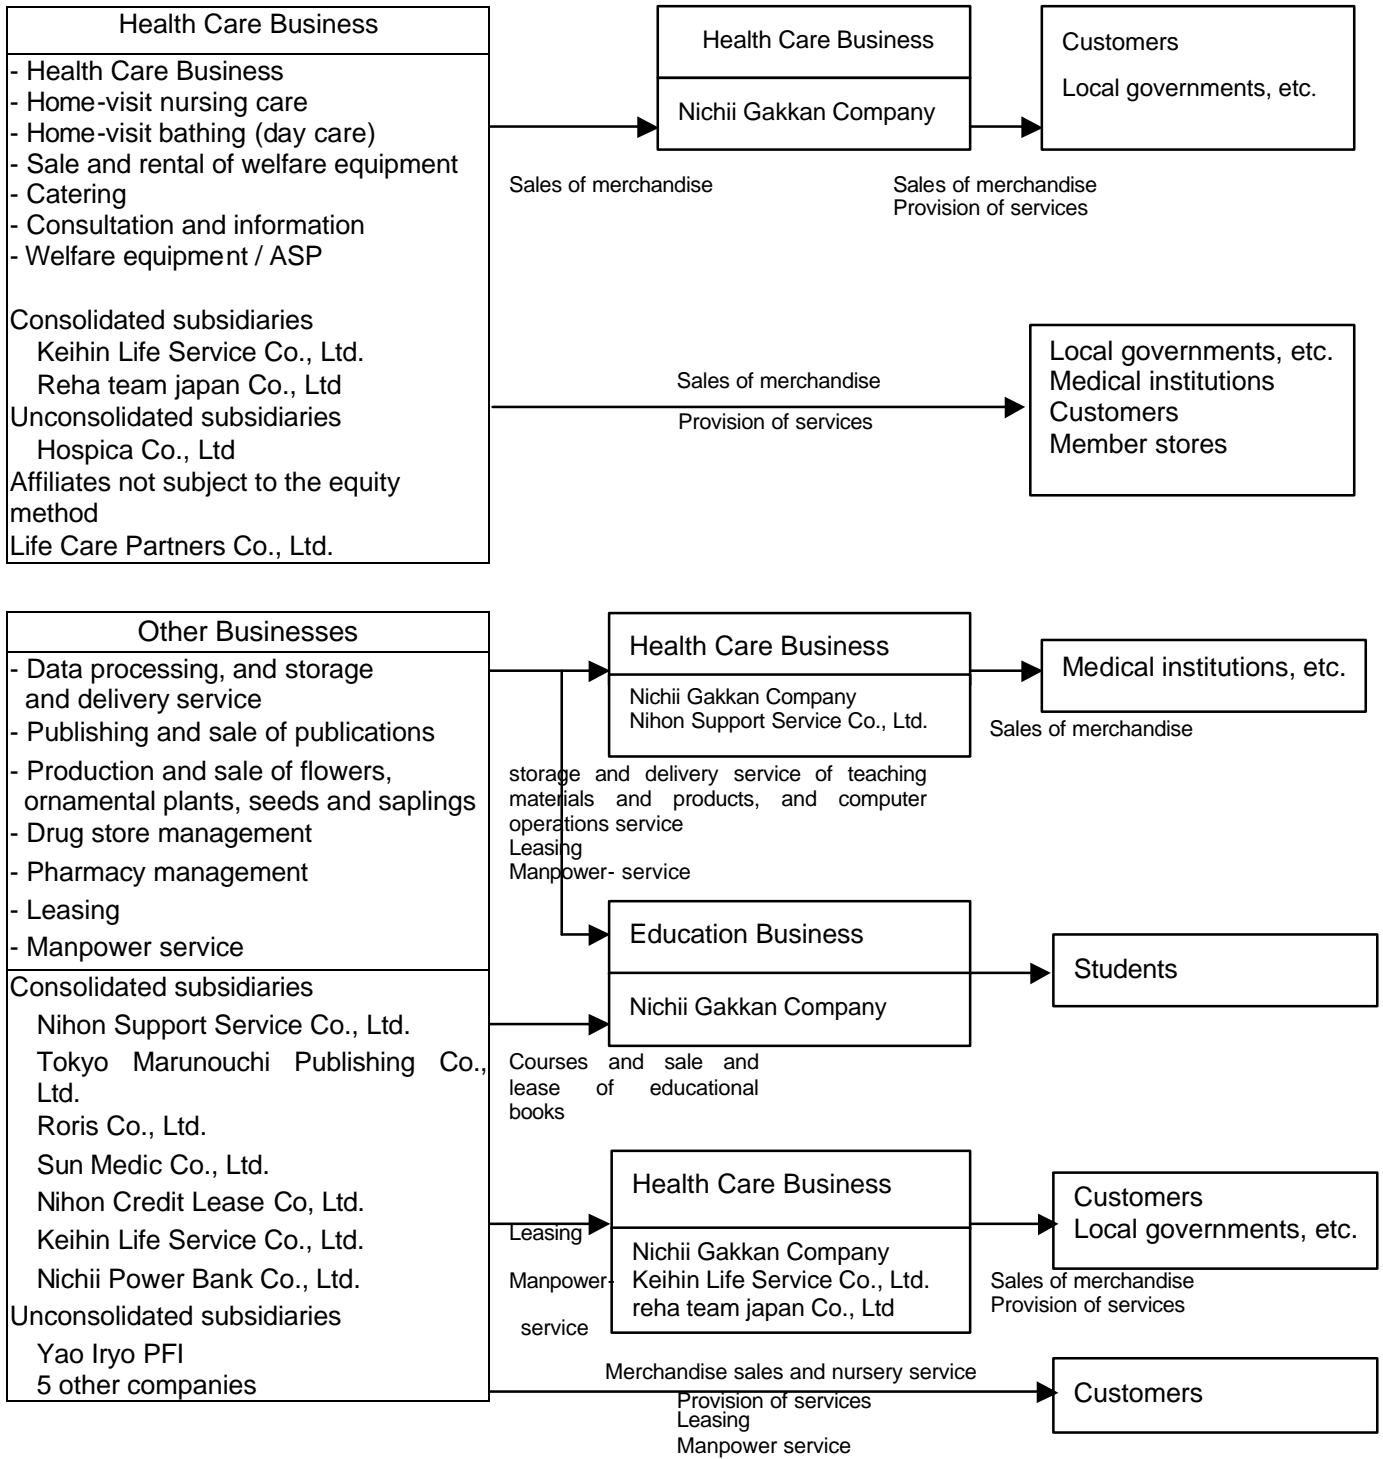 Health Care Business
- Health Care Business
- Home-visit nursing care
- Home-visit bathing (day care)
- Sale and rental of welfare equipment
- Catering
- Consultation and information
- Welfare equipment / ASP
Consolidated subsidiaries
Keihin Life Service Co., Ltd.
Reha team japan Co., Ltd
Unconsolidated subsidiaries
Hospica Co., Ltd
Affiliates not subject to the equity
method
Life Care Partners Co., Ltd.
Sales of merchandise
Health Care Business
Nichii Gakkan Company
Sales of merchandise
Provision of services
Customers
Local governments, etc.
Sales of merchandise
Provision of services
Local governments, etc.
Medical institutions
Customers
Member stores
Other Businesses
- Data processing, and storage
and delivery service
- Publishing and sale of publications
- Production and sale of flowers,
ornamental plants, seeds and saplings
- Drug store management
- Pharmacy management
- Leasing
- Manpower service
Consolidated subsidiaries
Nihon Support Service Co., Ltd.
Tokyo Marunouchi Publishing Co.,
Ltd.
Roris Co., Ltd.
Sun Medic Co., Ltd.
Nihon Credit Lease Co, Ltd.
Keihin Life Service Co., Ltd.
Nichii Power Bank Co., Ltd.
Unconsolidated subsidiaries
Yao Iryo PFI
5 other companies
Health Care Business
Nichii Gakkan Company
Nihon Support Service Co., Ltd.
Medical institutions, etc.
Sales of merchandise
storage and delivery service of teaching
materials and products, and computer
operations service
Leasing
Manpower- service
Education Business
Nichii Gakkan Company
Students
Courses and sale and
lease of educational
books
Leasing
Manpower-
service
Health Care Business
Nichii Gakkan Company
Keihin Life Service Co., Ltd.
reha team japan Co., Ltd
Customers
Local governments, etc.
Sales of merchandise
Provision of services
Merchandise sales and nursery service
Provision of services
Leasing
Manpower service
Customers